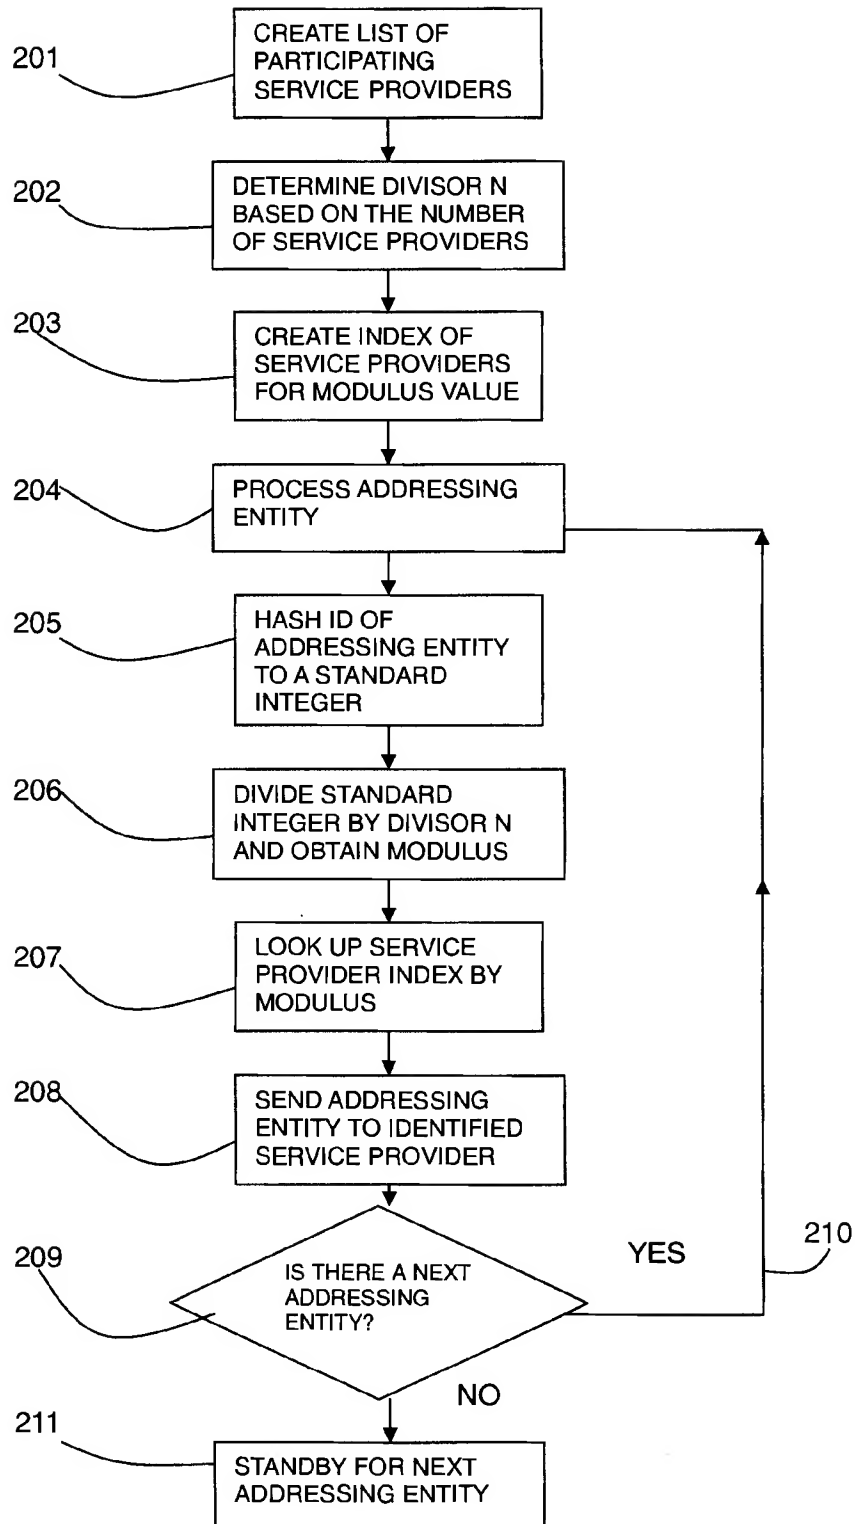 201
CREATE LIST OF
PARTICIPATING
SERVICE PROVIDERS
202
DETERMINE DIVISOR N
BASED ON THE NUMBER
OF SERVICE PROVIDERS
203
CREATE INDEX OF
SERVICE PROVIDERS
FOR MODULUS VALUE
204
PROCESS ADDRESSING
ENTITY
205
HASH ID OF
ADDRESSING ENTITY
TO A STANDARD
INTEGER
206
DIVIDE STANDARD
INTEGER BY DIVISOR N
AND OBTAIN MODULUS
207
LOOK UP SERVICE
PROVIDER INDEX BY
MODULUS
208
SEND ADDRESSING
ENTITY TO IDENTIFIED
SERVICE PROVIDER
209
IS THERE A NEXT
ADDRESSING
ENTITY?
YES
210
NO
211
STANDBY FOR NEXT
ADDRESSING ENTITY